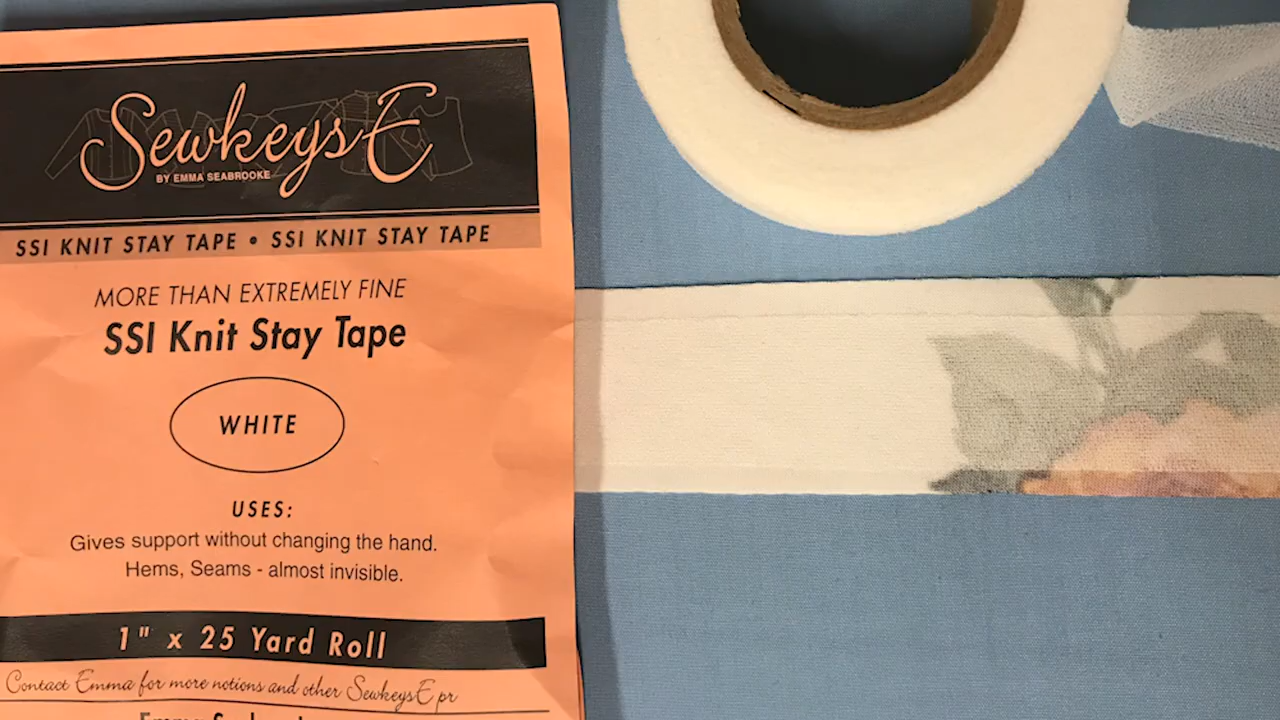 SewkeysE
BY EMMA SEABROOKE
SSI KNIT STAY TAPE • SSI KNIT STAY TAPE
MORE THAN EXTREMELY FINE
SSI Knit Stay Tape
WHITE
USES:
Gives support without changing the hand.
Hems, Seams - almost invisible.
1" x 25 Yard Roll
Contact Emma for more notions and other SewkeysE pr